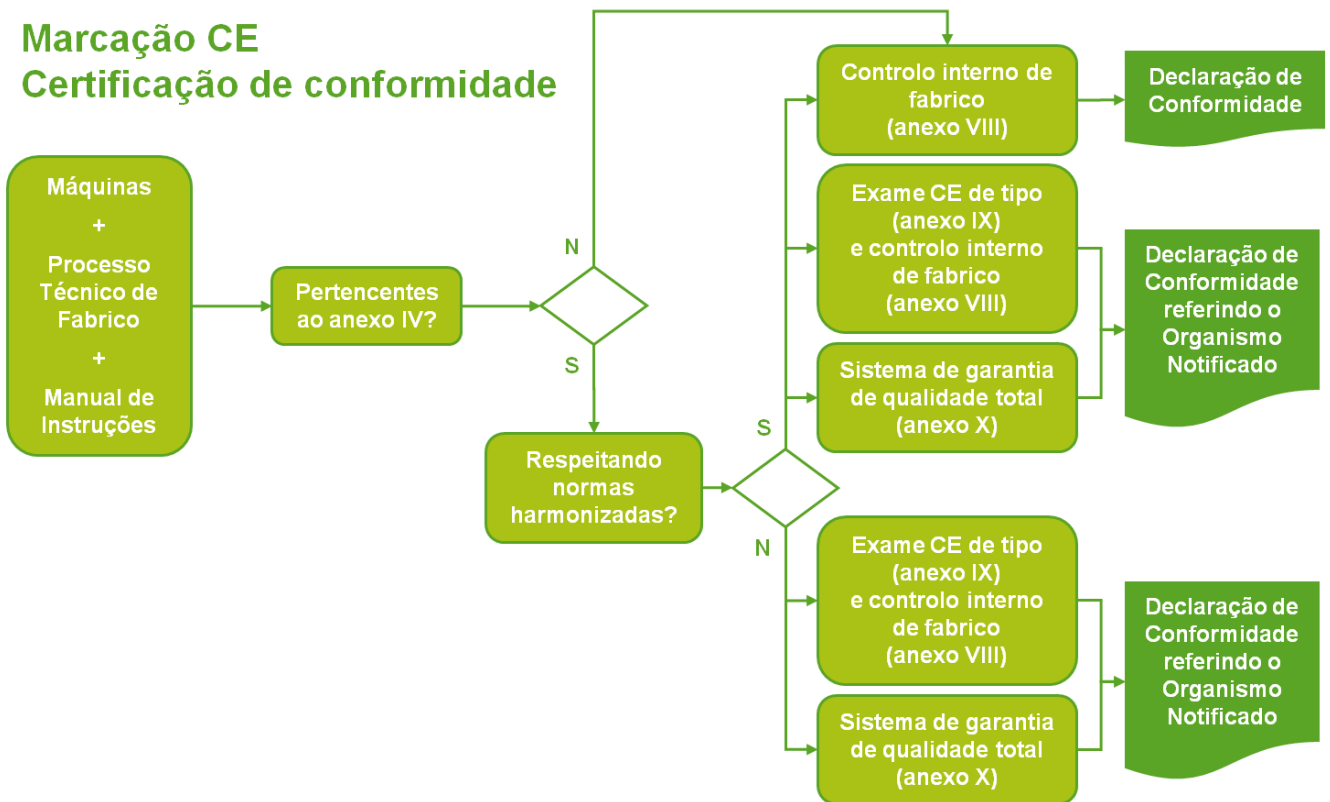 Marcação CE
Certificação de conformidade
Máquinas
+
Processo
Técnico de
Fabrico
+
Manual de
Instruções
Pertencentes
ao anexo IV?
N
S
Respeitando
normas
harmonizadas?
S
N
Controlo interno de
fabrico
(anexo VIII)
Declaração de
Conformidade
Exame CE de tipo
(anexo IX)
e controlo interno
de fabrico
(anexo VIII)
Sistema de garantia
de qualidade total
(anexo X)
Declaração de
Conformidade
referindo o
Organismo
Notificado
Exame CE de tipo
(anexo IX)
e controlo interno
de fabrico
(anexo VIII)
Sistema de garantia
de qualidade total
(anexo X)
Declaração de
Conformidade
referindo o
Organismo
Notificado